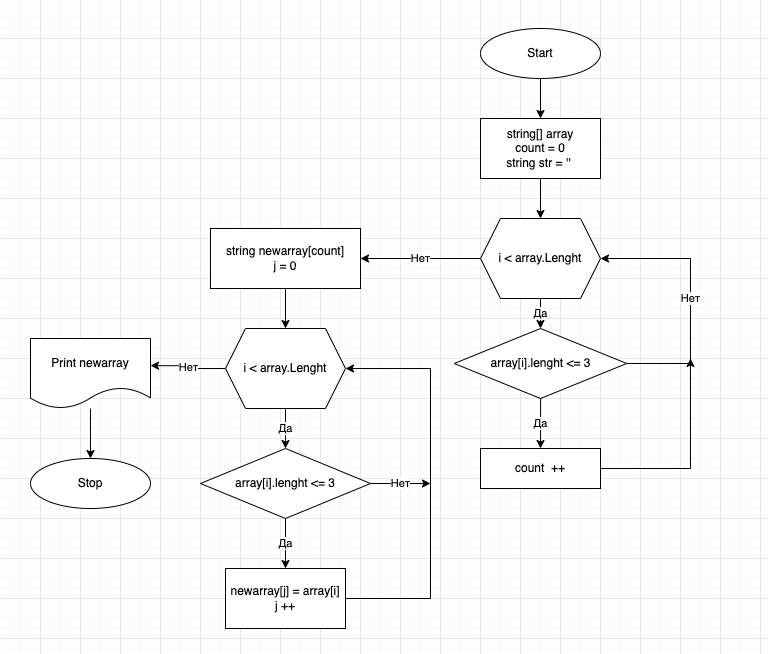 Start
string[] array
count = 0
string str = "
i < array.Lenght
Нет
Да
array[i].lenght <= 3
Нет
Да
count ++
string newarray[count]
j = 0
i < array.Lenght
Нет
Да
array[i].lenght <= 3
Нет
Да
newarray[j] = array[i]
j ++
Print newarray
Stop